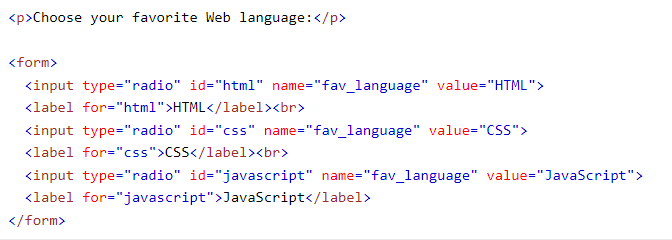 <p>Choose your favorite Web language:</p>
<form>
<input type="radio" id="html" name="fav_language" value="HTML">
<label for="html">HTML</label><br>
<input type="radio" id="css" name="fav_language" value="CSS">
<label for="css">CSS</label><br>
<input type="radio" id="javascript" name="fav_language" value="JavaScript">
<label for="javascript">JavaScript</label>
</form>